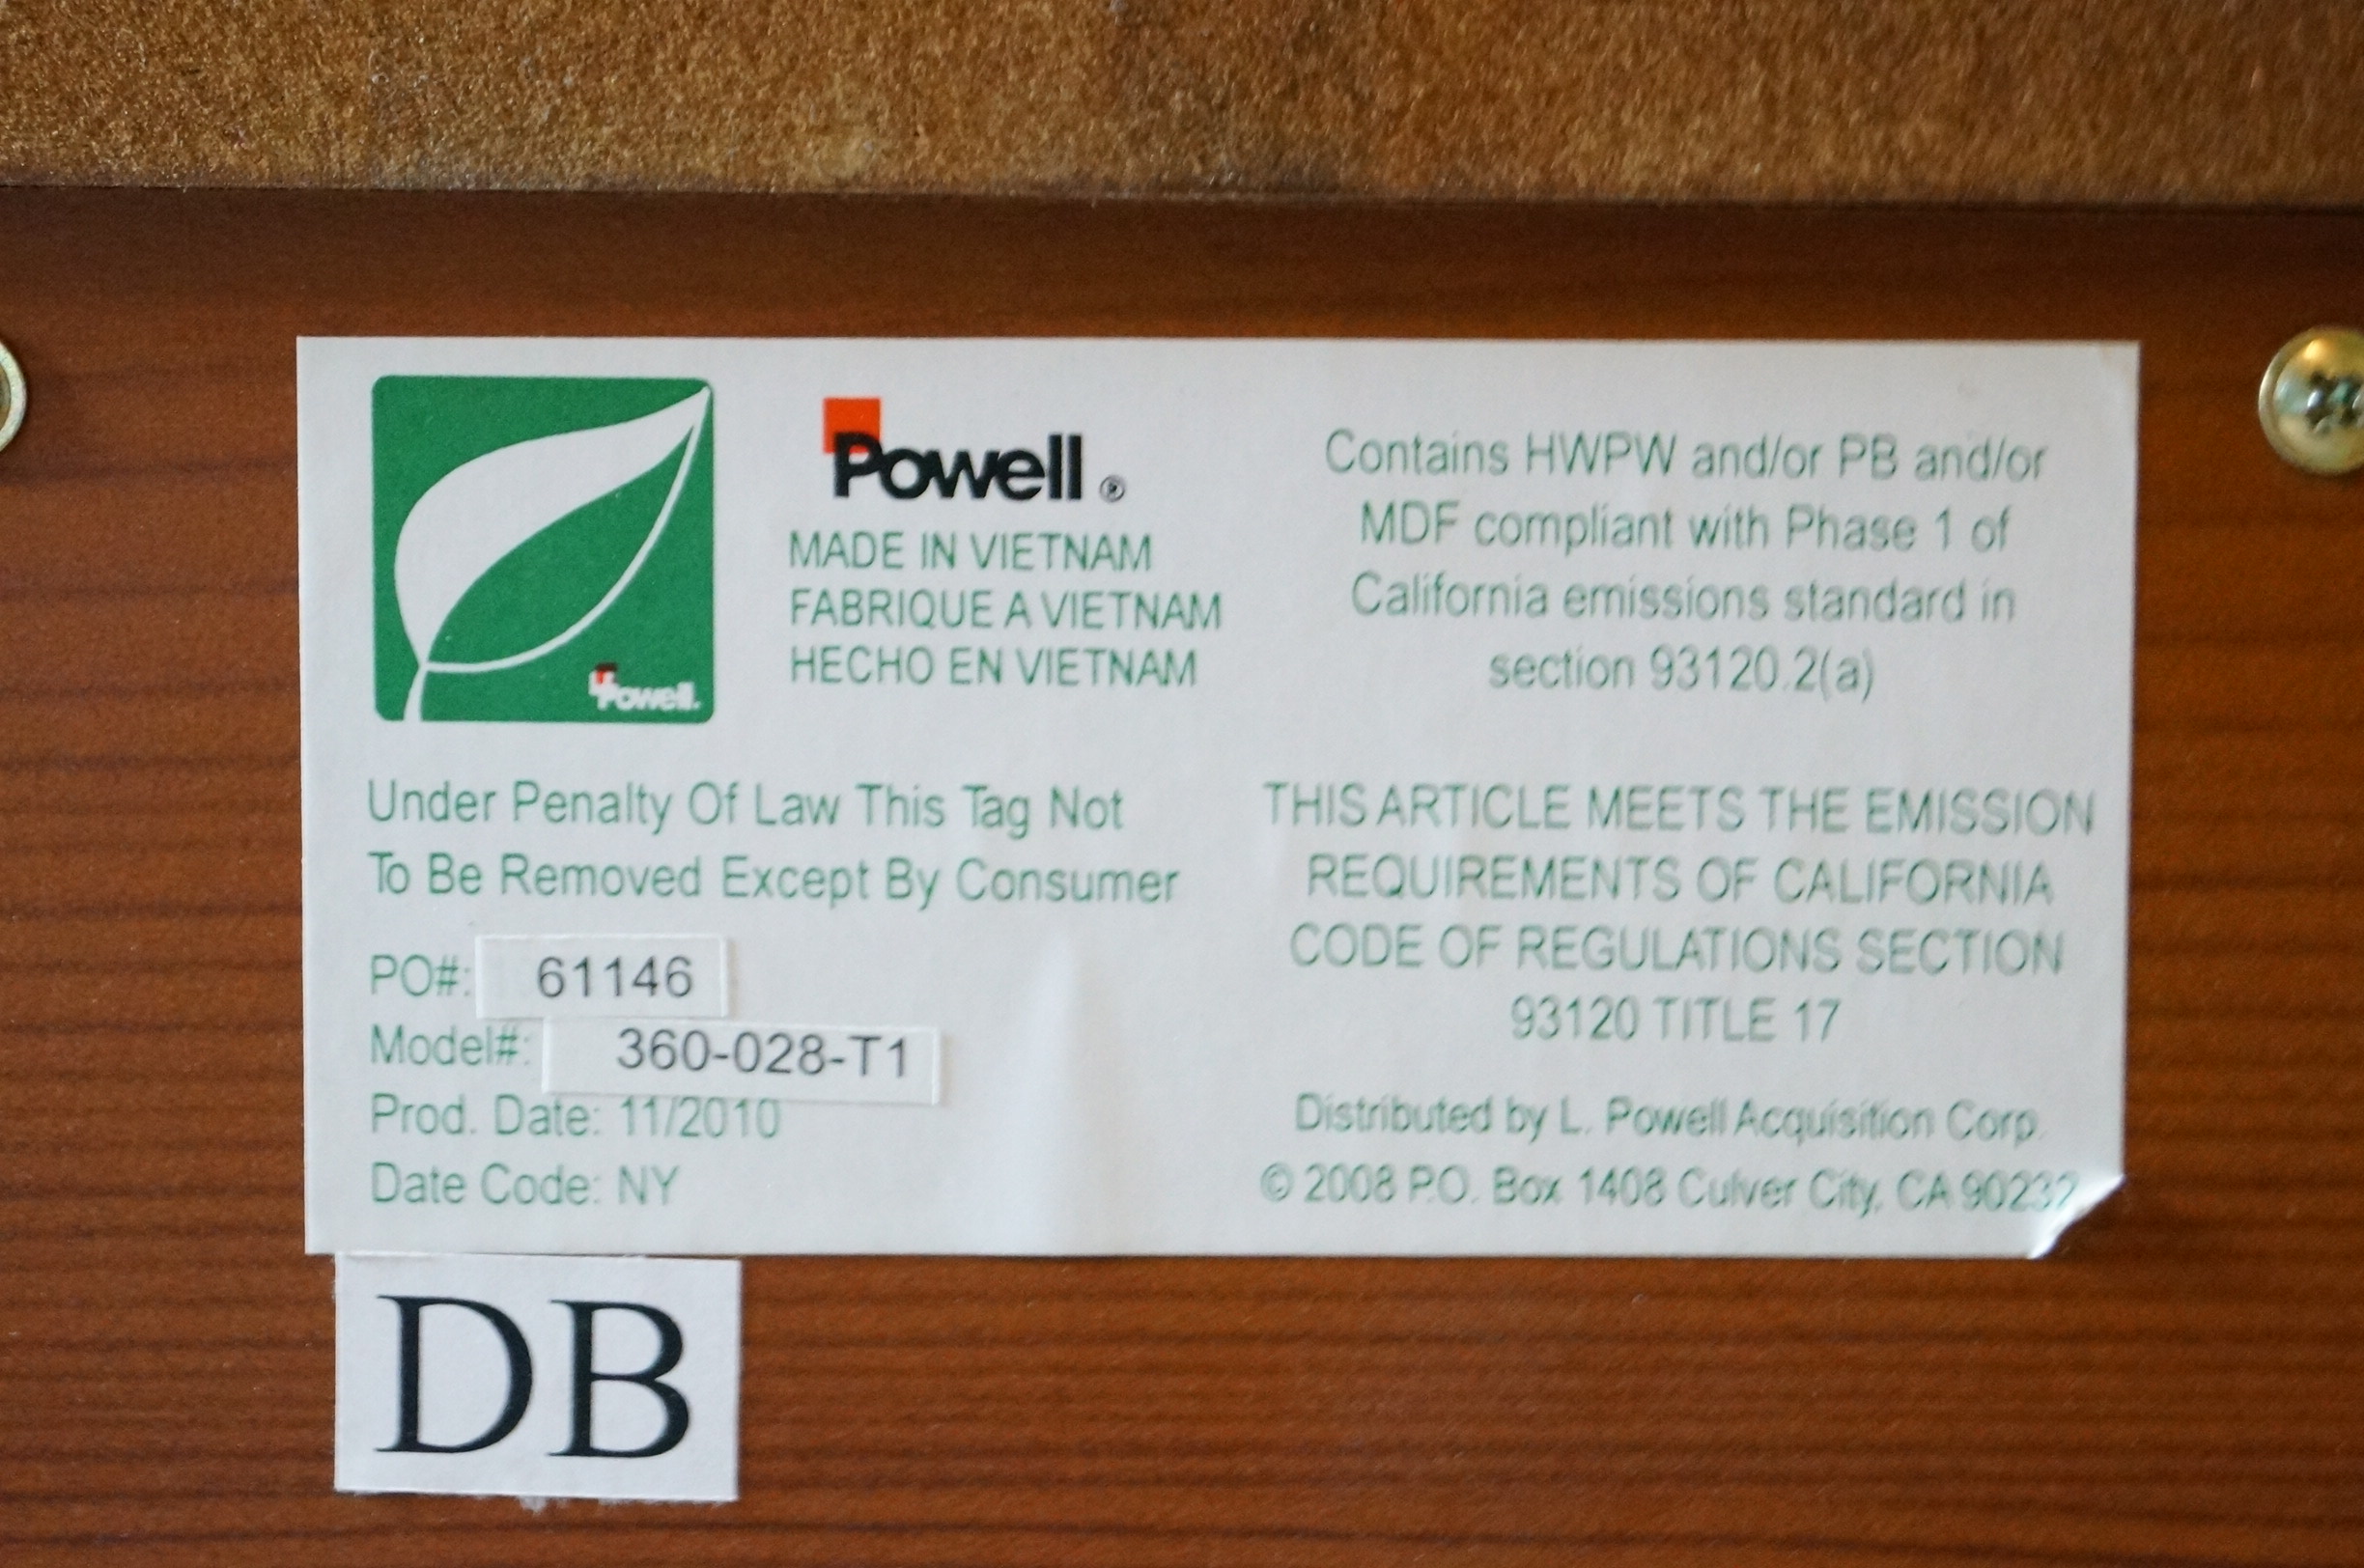 Powell®
MADE IN VIETNAM
FABRIQUE A VIETNAM
HECHO EN VIETNAM
Powell.
Under Penalty Of Law This Tag Not
To Be Removed Except By Consumer
PO#: 61146
Model#: 360-028-T1
Prod. Date: 11/2010
Date Code: NY
Contains HWPW and/or PB and/or
MDF compliant with Phase 1 of
California emissions standard in
section 93120.2(a)
THIS ARTICLE MEETS THE EMISSION
REQUIREMENTS OF CALIFORNIA
CODE OF REGULATIONS SECTION
93120 TITLE 17
Distributed by L. Powell Acquisition Corp.
© 2008 P.O. Box 1408 Culver City, CA 90232
DB